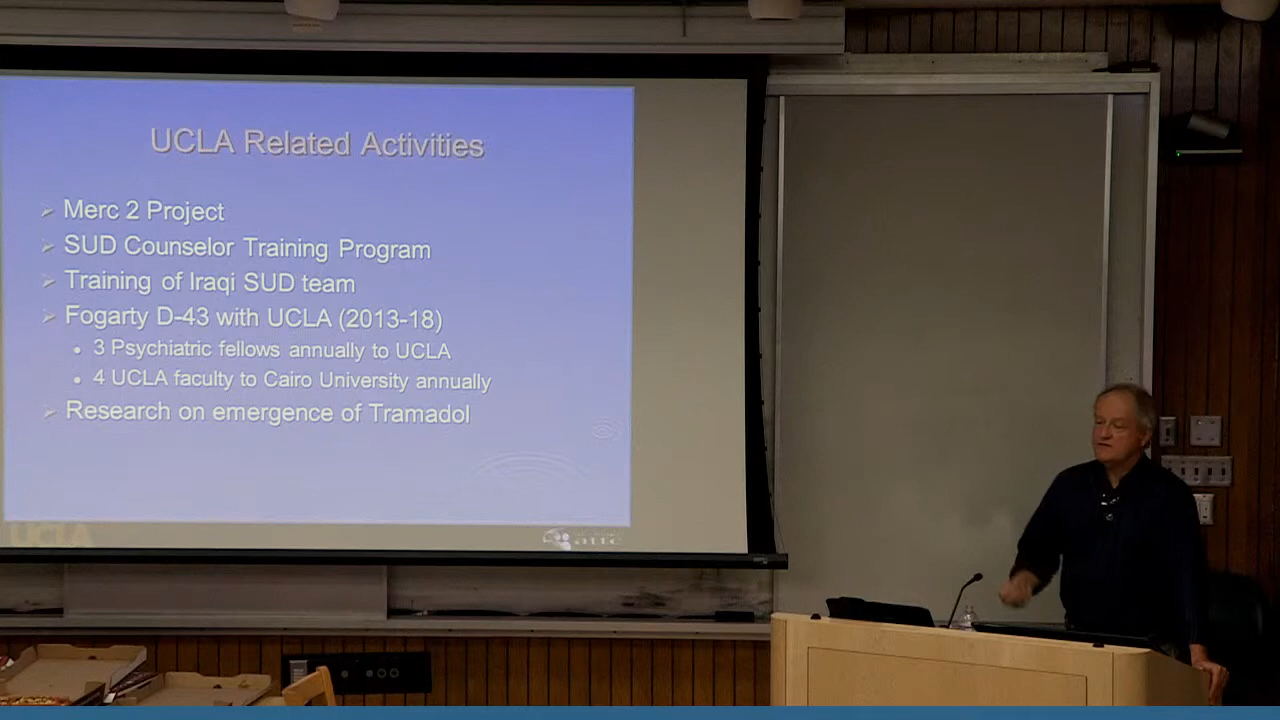 UCLA Related Activities
Merc 2 Project
SUD Counselor Training Program
Training of Iraqi SUD team
Fogarty D-43 with UCLA (2013-18)
3 Psychiatric fellows annually to UCLA
4 UCLA faculty to Cairo University annually
Research on emergence of Tramadol
UCLA
attc